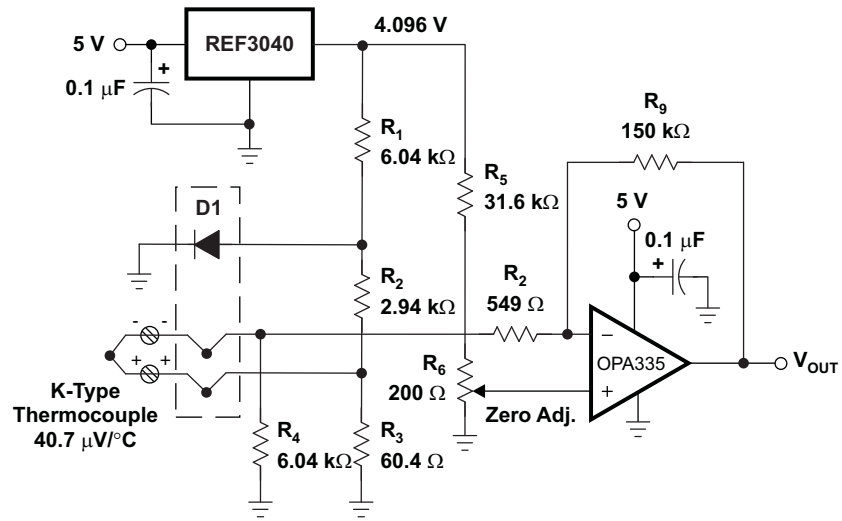 4.096 V
5 V
REF3040
+
0.1 μF
R1
6.04 kΩ
R5
31.6 kΩ
R9
150 kΩ
D1
5 V
0.1 μF
+
R2
2.94 kΩ
R2
549 Ω
- -
+ +
K-Type
Thermocouple
40.7 μV/°C
R6
200 Ω
Zero Adj.
−
OPA335
+
VOUT
R4
6.04 kΩ
R3
60.4 Ω